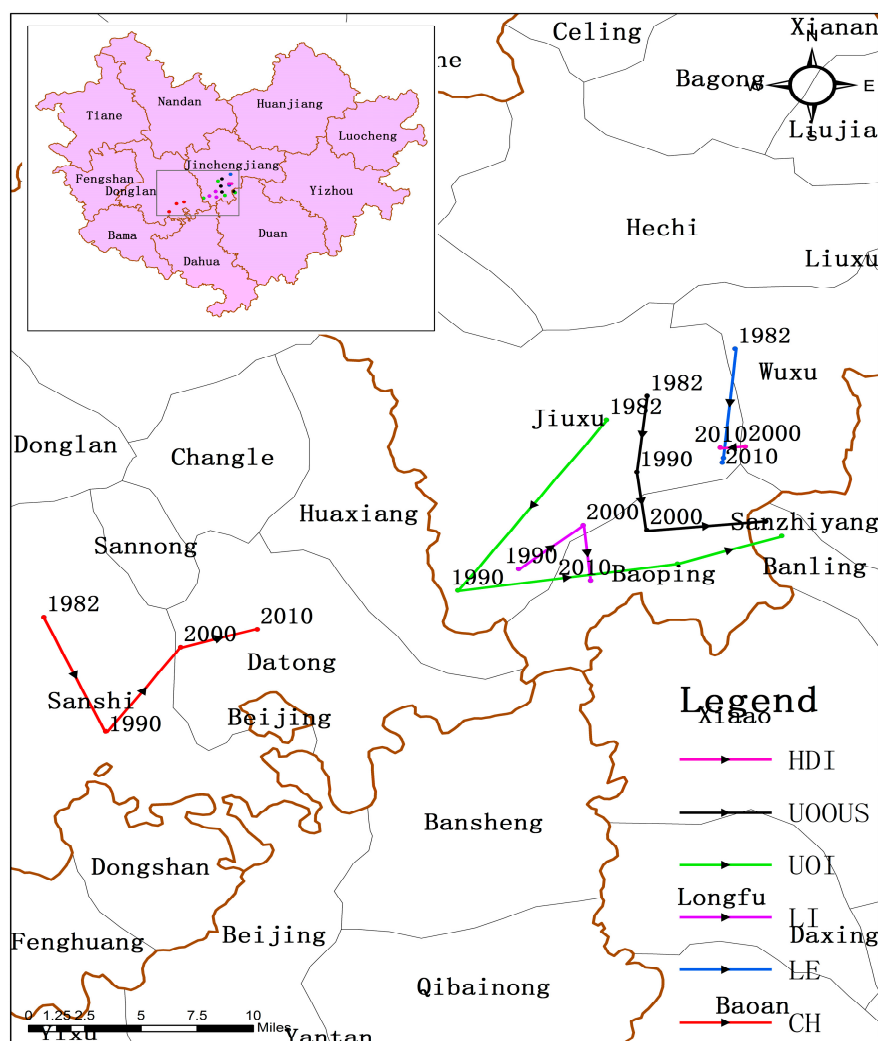 Celing
Xianan
N
ne
Bagong
W
E
Liujia
S
Nandan
Huanjiang
Tiane
Luocheng
Jinchengjiang
Fengshan
Donglan
Yizhou
Bama
Duan
Dahua
Hechi
Liuxu
1982
Wuxu
1982
1982
Jiuxu
2010
2000
Donglan
Changle
1990
2010
Huaxiang
2000
2000
Sanzhiyang
Sannong
1990
2010
Baoping
Banling
1990
1982
2010
2000
Datong
Sanshi
1990
Beijing
Legend
Xiaao
HDI
UOOUS
Bansheng
UOI
Dongshan
Longfu
LI
Fenghuang
Beijing
Daxing
LE
Qibainong
Baoan
0 1.25 2.5 5 7.5 10
Miles
CH
Yixu
Yantan